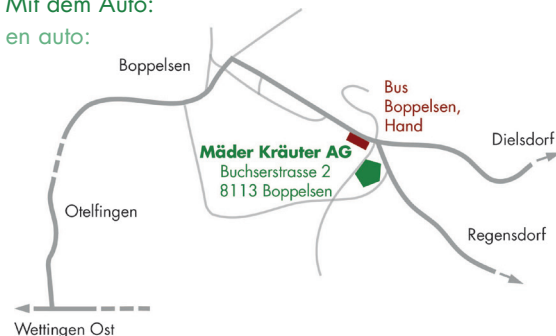 Mit dem Auto:
en auto:
Boppelsen
Bus
Boppelsen,
Hand
Dielsdorf
Mäder Kräuter AG
Buchserstrasse 2
8113 Boppelsen
Otelfingen
Regensdorf
Wettingen Ost